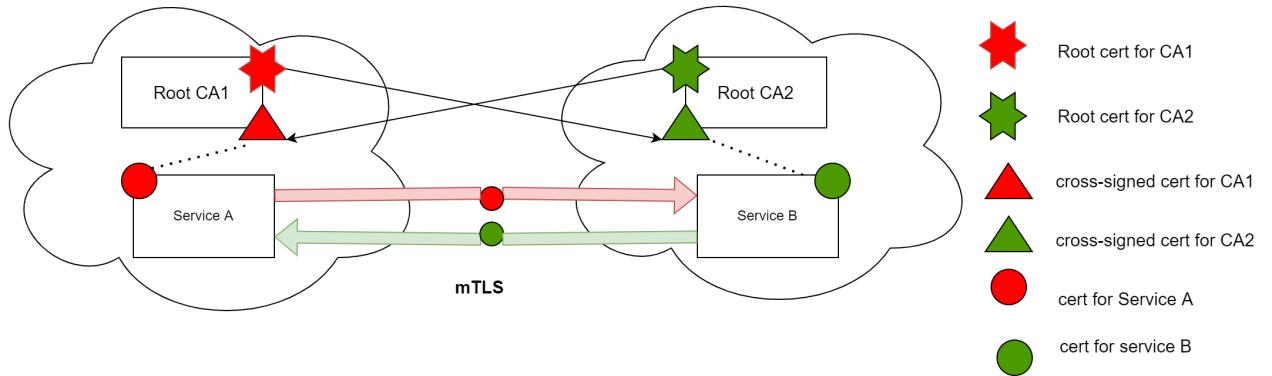 Root CA1
Root CA2
Service A
Service B
mTLS
Root cert for CA1
Root cert for CA2
cross-signed cert for CA1
cross-signed cert for CA2
cert for Service A
cert for service B